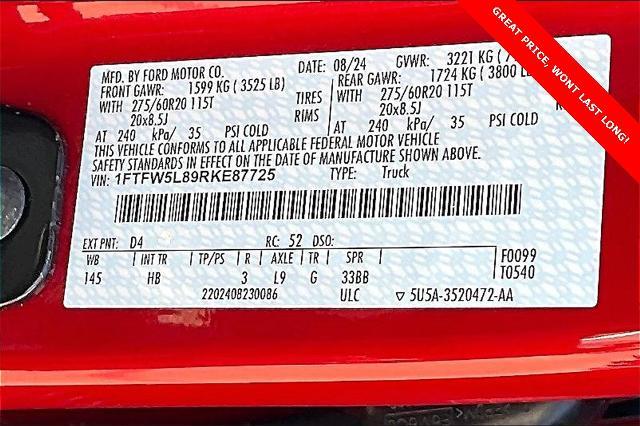 GREAT PRICE, WONT LAST LONG!
MFD. BY FORD MOTOR CO.
DATE: 08/24
GVWR: 3221 KG
FRONT GAWR: 1599 KG ( 3525 LB)
REAR GAWR: 1724 KG ( 3800
WITH 275/60R20 115T
TIRES WITH 275/60R20 115T
20x8.5J
RIMS 20x8.5J
AT 240 kPa/ 35 PSI COLD
AT 240 kPa/ 35 PSI COLD
THIS VEHICLE CONFORMS TO ALL APPLICABLE FEDERAL MOTOR VEHICLE
SAFETY STANDARDS IN EFFECT ON THE DATE OF MANUFACTURE SHOWN ABOVE.
VIN: 1FTFW5L89RKE87725
TYPE: Truck
EXT PNT: D4 RC: 52 DSO:
WB INT TR TP/PS R AXLE TR SPR F0099
145 HB 3 L9 G 33BB T0540
2202408230086 ULC ▽ 5U5A-3520472-AA